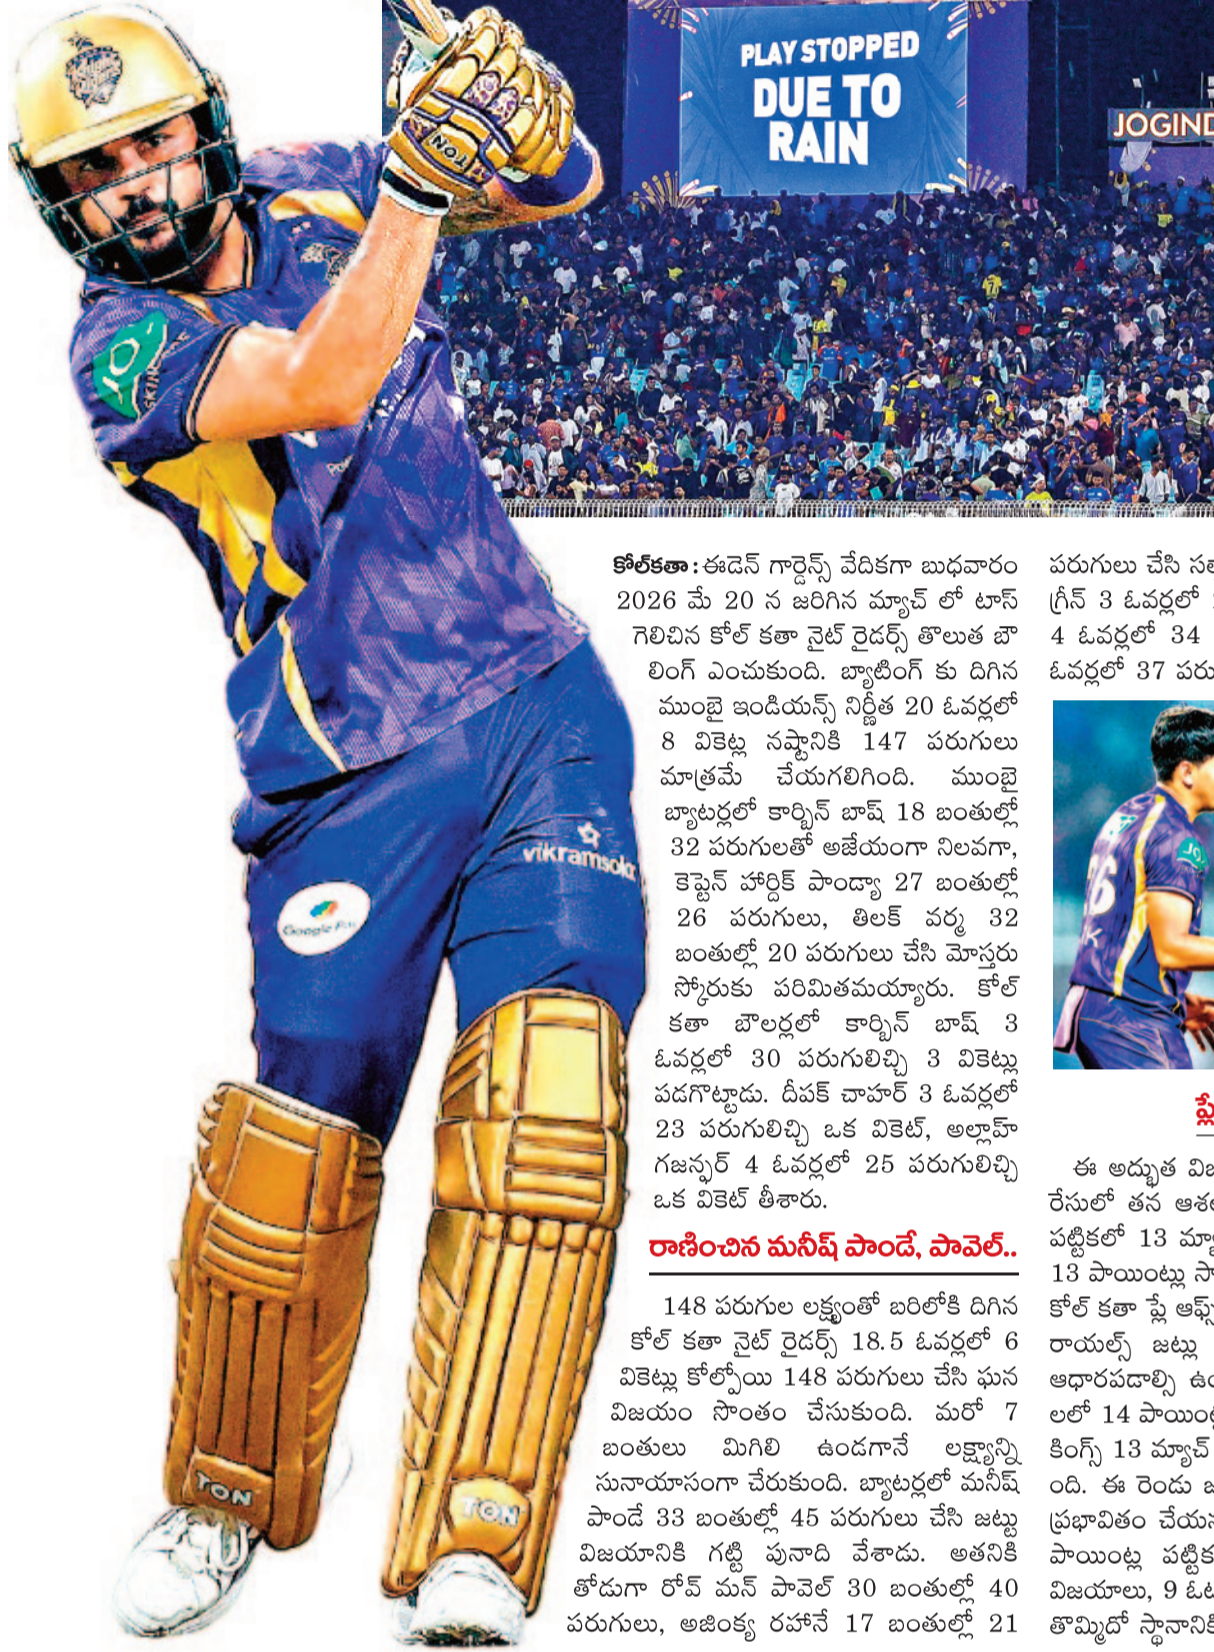 PLAY STOPPED
DUE TO
RAIN
JOGIND
TON
vikramsolar
Google Pay
TON
TON
కోల్‌కతా : ఈడెన్ గార్డెన్స్ వేదికగా బుధవారం
2026 మే 20 న జరిగిన మ్యాచ్ లో టాస్
గెలిచిన కోల్ కతా నైట్ రైడర్స్ తొలుత బౌ
లింగ్ ఎంచుకుంది. బ్యాటింగ్ కు దిగిన
ముంబై ఇండియన్స్ నిర్ణీత 20 ఓవర్లలో
8 వికెట్ల నష్టానికి 147 పరుగులు
మాత్రమే చేయగలిగింది. ముంబై
బ్యాటర్లలో కార్బిన్ బాష్ 18 బంతుల్లో
32 పరుగులతో అజేయంగా నిలవగా,
కెప్టెన్ హార్దిక్ పాండ్యా 27 బంతుల్లో
26 పరుగులు, తిలక్ వర్మ 32
బంతుల్లో 20 పరుగులు చేసి మోస్తరు
స్కోరుకు పరిమితమయ్యారు. కోల్
కతా బౌలర్లలో కార్బిన్ బాష్ 3
ఓవర్లలో 30 పరుగులిచ్చి 3 వికెట్లు
పడగొట్టాడు. దీపక్ చాహర్ 3 ఓవర్లలో
23 పరుగులిచ్చి ఒక వికెట్, అల్లాహ్
గజన్ఫర్ 4 ఓవర్లలో 25 పరుగులిచ్చి
ఒక వికెట్ తీశారు.
రాణించిన మనీష్ పాండే, పావెల్..
148 పరుగుల లక్ష్యంతో బరిలోకి దిగిన
కోల్ కతా నైట్ రైడర్స్ 18.5 ఓవర్లలో 6
వికెట్లు కోల్పోయి 148 పరుగులు చేసి ఘన
విజయం సొంతం చేసుకుంది. మరో 7
బంతులు మిగిలి ఉండగానే లక్ష్యాన్ని
సునాయాసంగా చేరుకుంది. బ్యాటర్లలో మనీష్
పాండే 33 బంతుల్లో 45 పరుగులు చేసి జట్టు
విజయానికి గట్టి పునాది వేశాడు. అతనికి
తోడుగా రోవ్ మన్ పావెల్ 30 బంతుల్లో 40
పరుగులు, అజింక్య రహానే 17 బంతుల్లో 21
పరుగులు చేసి
గ్రీన్ 3 ఓవర్లలో
4 ఓవర్లలో 34
ఓవర్లలో 37
ఈ అద్భుత
రేసులో తన
పట్టికలో 13
13 పాయింట్లు
కోల్ కతా ప్లే ఆఫ్స్
రాయల్స్ జట్లు
ఆధారపడాల్సి
లలో 14
కింగ్స్ 13 మ్యాచ్
ంది. ఈ రెండు
ప్రభావితం
పాయింట్ల
విజయాలు, 9
తొమ్మిదో